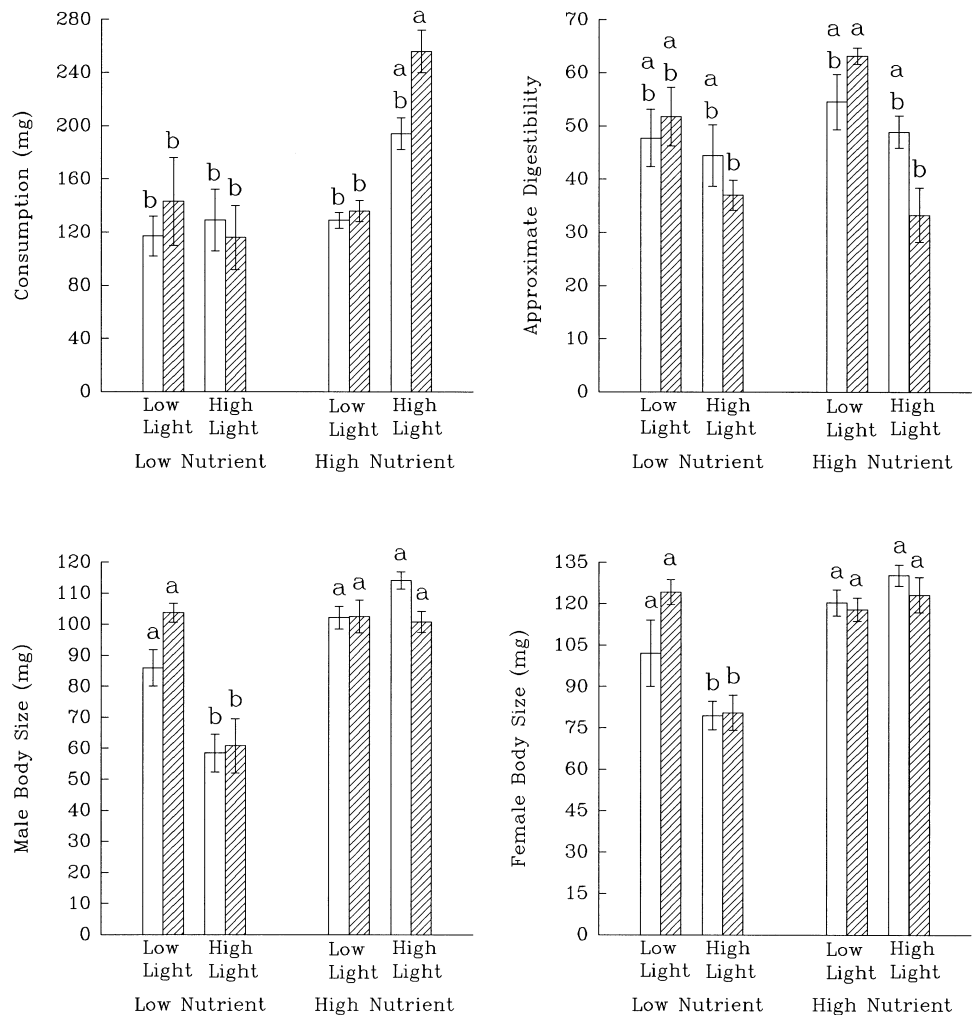 280
240
200
160
120
80
40
0
Consumption (mg)
b
b
b
b
b
b
a
b
a
Low
Light
High
Light
Low
Light
High
Light
Low Nutrient
High Nutrient
70
60
50
40
30
20
10
0
Approximate Digestibility
a
b
a
b
a
b
b
a
b
a
a
b
b
Low
Light
High
Light
Low
Light
High
Light
Low Nutrient
High Nutrient
120
110
100
90
80
70
60
50
40
30
20
10
0
Male Body Size (mg)
a
a
b
b
a
a
a
a
Low
Light
High
Light
Low
Light
High
Light
Low Nutrient
High Nutrient
135
120
105
90
75
60
45
30
15
0
Female Body Size (mg)
a
a
b
b
a
a
a
a
Low
Light
High
Light
Low
Light
High
Light
Low Nutrient
High Nutrient